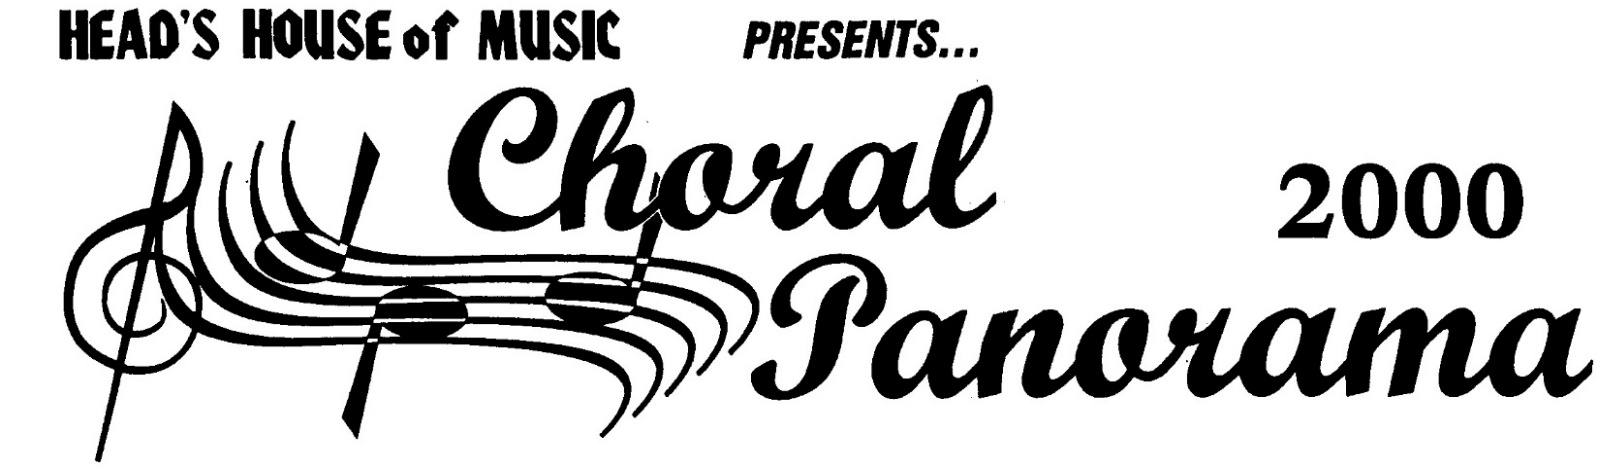 HEAD'S HOUSE of MUSIC PRESENTS...
Choral
2000
Panorama